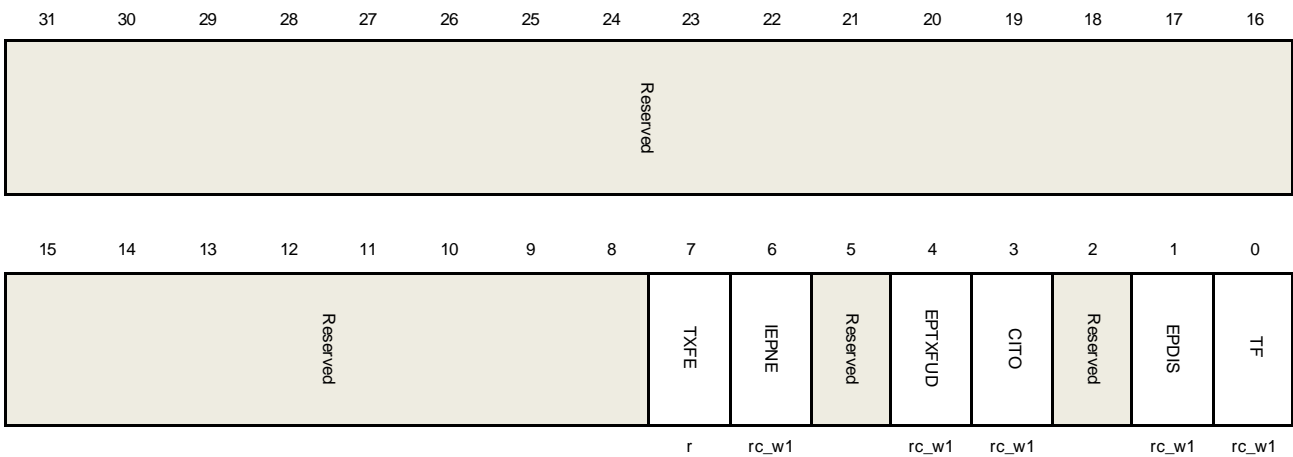 31 30 29 28 27 26 25 24 23 22 21 20 19 18 17 16
Reserved
15 14 13 12 11 10 9 8 7 6 5 4 3 2 1 0
Reserved TXFE IEPNE Reserved EPTXFUD CITO Reserved EPDIS TF
r rc_w1 rc_w1 rc_w1 rc_w1 rc_w1